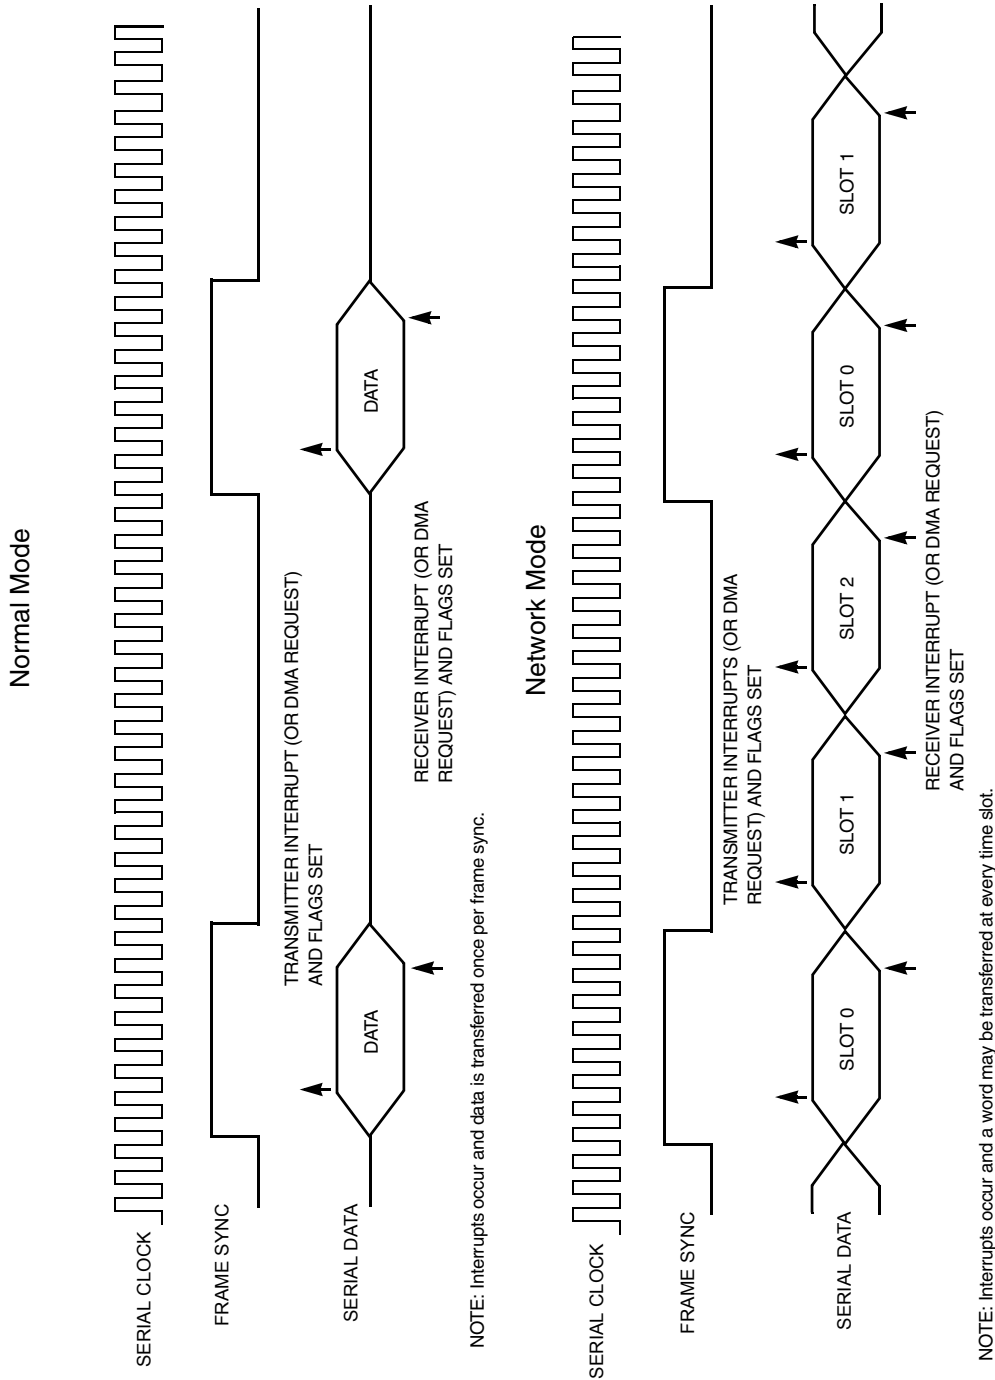 Normal Mode
SERIAL CLOCK
FRAME SYNC
TRANSMITTER INTERRUPT (OR DMA REQUEST)
AND FLAGS SET
SERIAL DATA
DATA
DATA
RECEIVER INTERRUPT (OR DMA
REQUEST) AND FLAGS SET
NOTE: Interrupts occur and data is transferred once per frame sync.
Network Mode
SERIAL CLOCK
FRAME SYNC
TRANSMITTER INTERRUPTS (OR DMA
REQUEST) AND FLAGS SET
SERIAL DATA
SLOT 0
SLOT 1
SLOT 2
SLOT 0
SLOT 1
RECEIVER INTERRUPT (OR DMA REQUEST)
AND FLAGS SET
NOTE: Interrupts occur and a word may be transferred at every time slot.